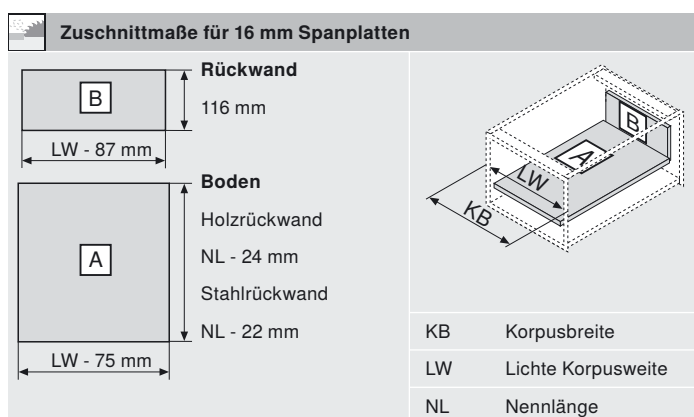 Zuschnittmaße für 16 mm Spanplatten
B
LW - 87 mm
Rückwand
116 mm
A
LW - 75 mm
Boden
Holzrückwand
NL - 24 mm
Stahlrückwand
NL - 22 mm
B
A
LW
KB
KB Korpusbreite
LW Lichte Korpusweite
NL Nennlänge